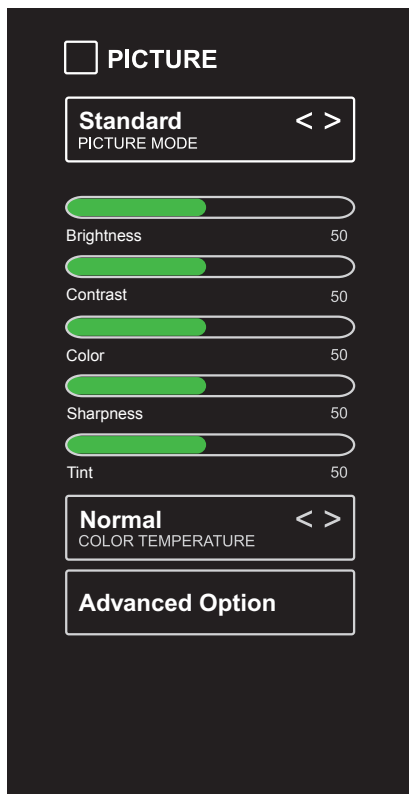 PICTURE
Standard < >
PICTURE MODE
Brightness 50
Contrast 50
Color 50
Sharpness 50
Tint 50
Normal < >
COLOR TEMPERATURE
Advanced Option